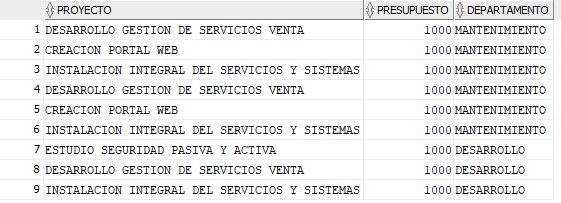 PROYECTO PRESUPUESTO DEPARTAMENTO
1 DESARROLLO GESTION DE SERVICIOS VENTA 1000 MANTENIMIENTO
2 CREACION PORTAL WEB 1000 MANTENIMIENTO
3 INSTALACION INTEGRAL DEL SERVICIOS Y SISTEMAS 1000 MANTENIMIENTO
4 DESARROLLO GESTION DE SERVICIOS VENTA 1000 MANTENIMIENTO
5 CREACION PORTAL WEB 1000 MANTENIMIENTO
6 INSTALACION INTEGRAL DEL SERVICIOS Y SISTEMAS 1000 MANTENIMIENTO
7 ESTUDIO SEGURIDAD PASIVA Y ACTIVA 1000 DESARROLLO
8 DESARROLLO GESTION DE SERVICIOS VENTA 1000 DESARROLLO
9 INSTALACION INTEGRAL DEL SERVICIOS Y SISTEMAS 1000 DESARROLLO